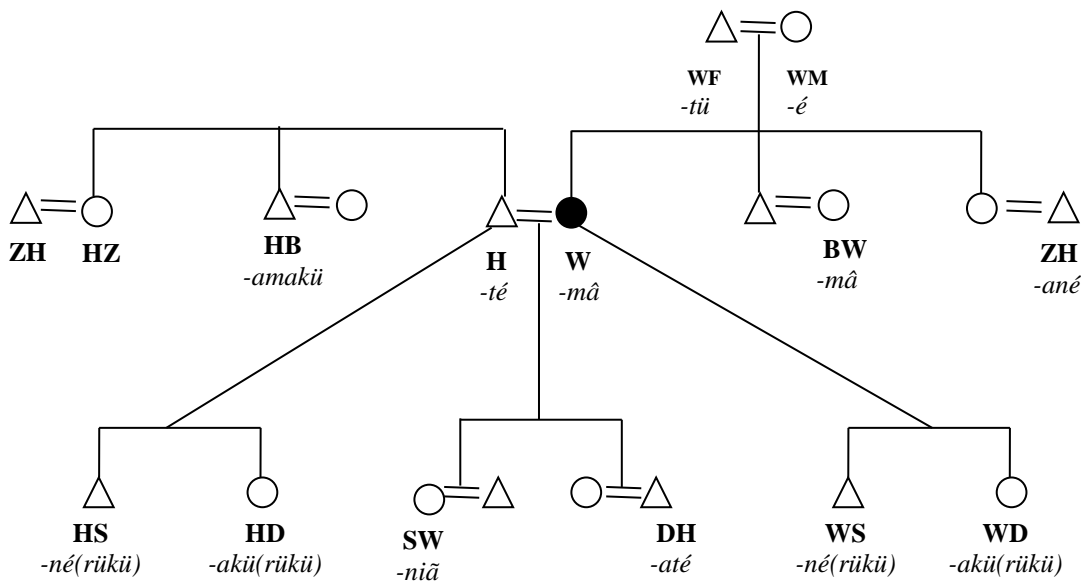 WF WM
-tü -é
ZH HZ HB H W BW ZH
-amakü -té -mâ -mâ -ané
HS HD SW DH WS WD
-né(rükü) -akü(rükü) -niã -até -né(rükü) -akü(rükü)